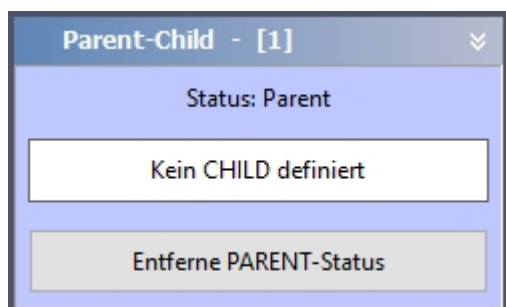 Parent-Child - [1]
Status: Parent
Kein CHILD definiert
Entferne PARENT-Status